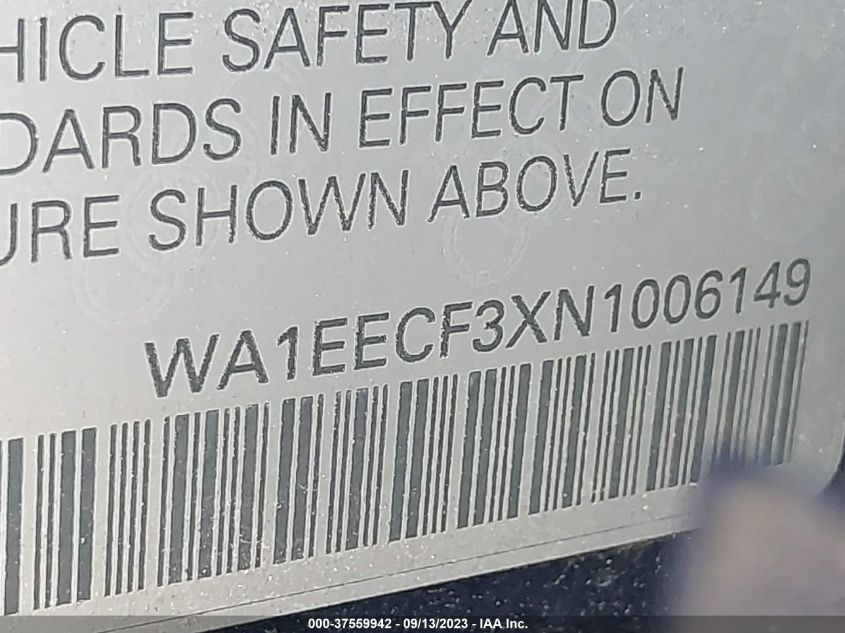 HICLE SAFETY AND
DARDS IN EFFECT ON
URE SHOWN ABOVE.
WA1EECF3XN1006149
000-37559942 - 09/13/2023 - IAA Inc.